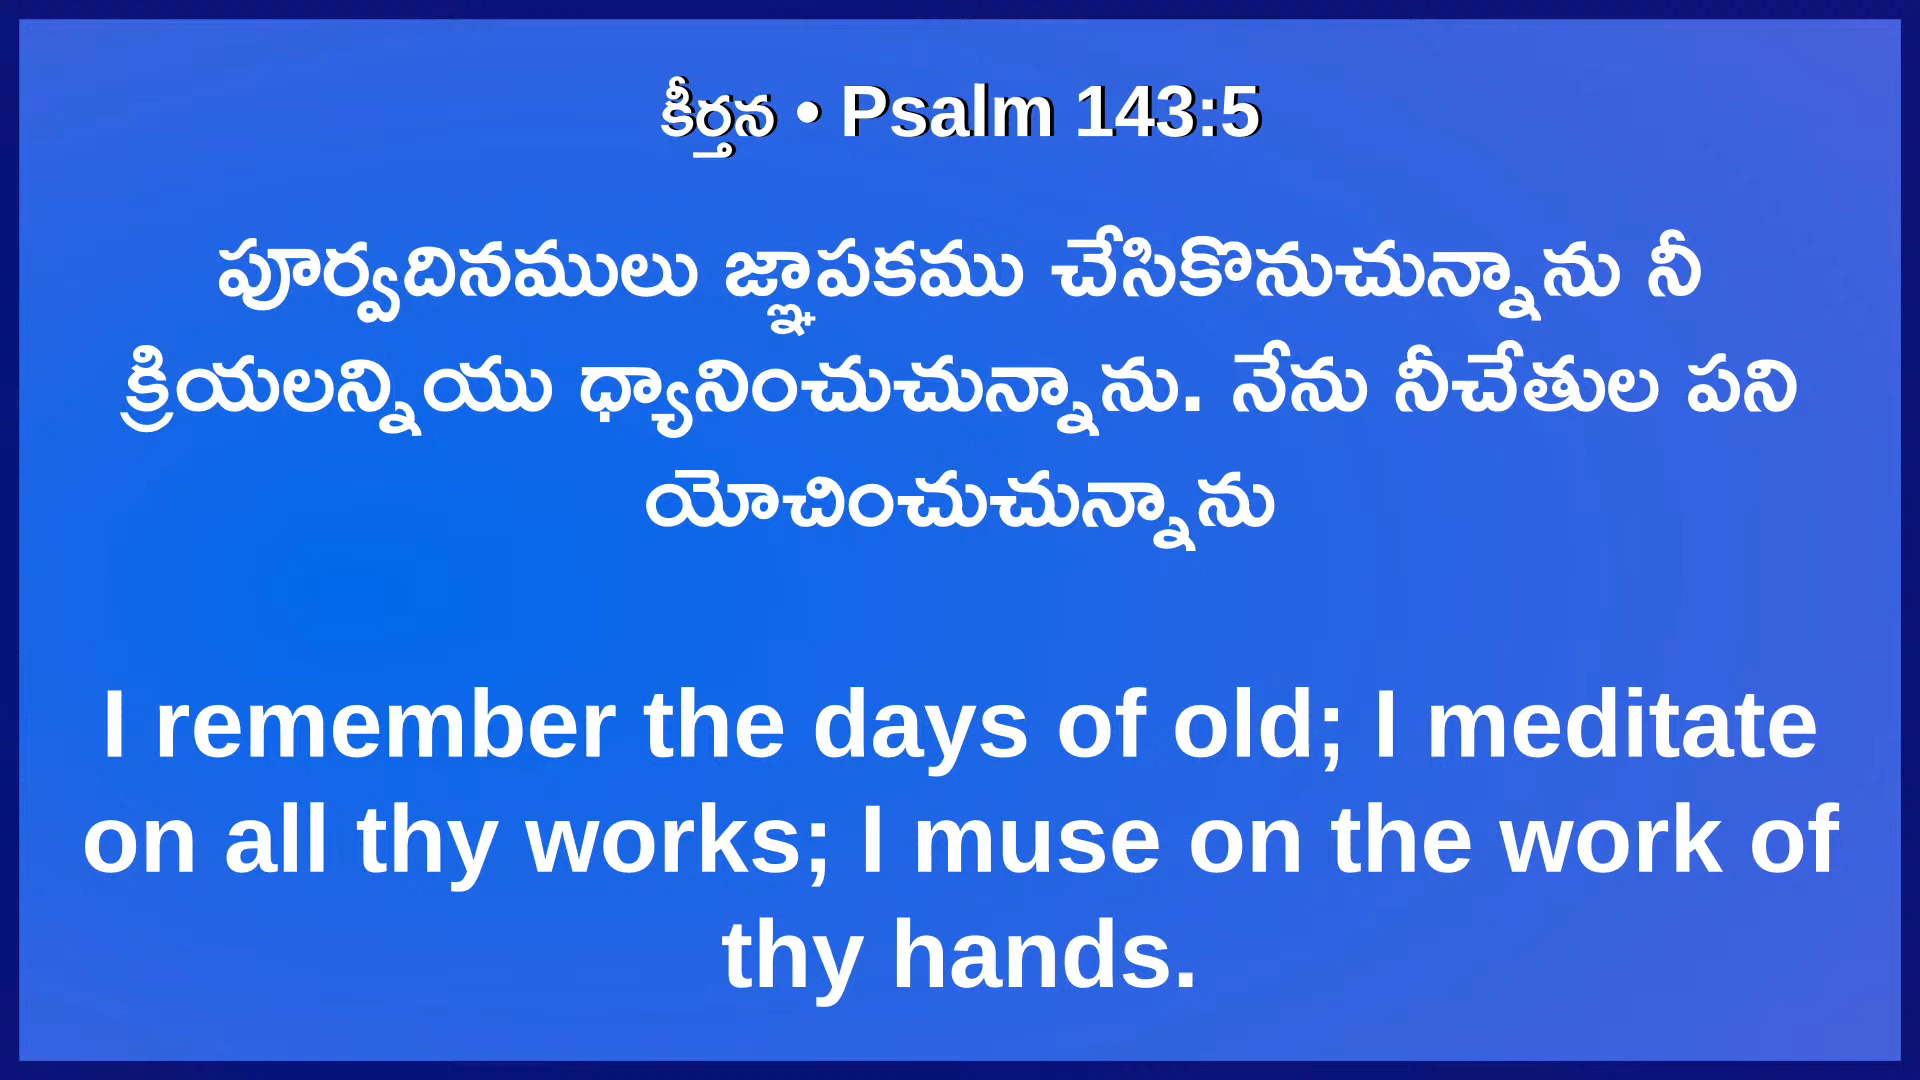 కీర్తన • Psalm 143:5
పూర్వదినములు జ్ఞాపకము చేసికొనుచున్నాను నీ
క్రియలన్నియు ధ్యానించుచున్నాను. నేను నీచేతుల పని
యోచించుచున్నాను
I remember the days of old; I meditate
on all thy works; I muse on the work of
thy hands.